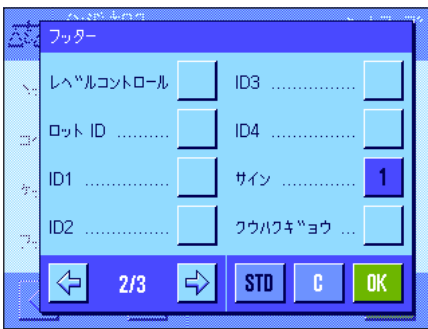 フッター
レベルコントロール
ID3 ................
ロット ID ..........
ID4 ................
ID1 ................
サイン .............
1
ID2 ................
クウハクギョウ ...
2/3
STD
C
OK